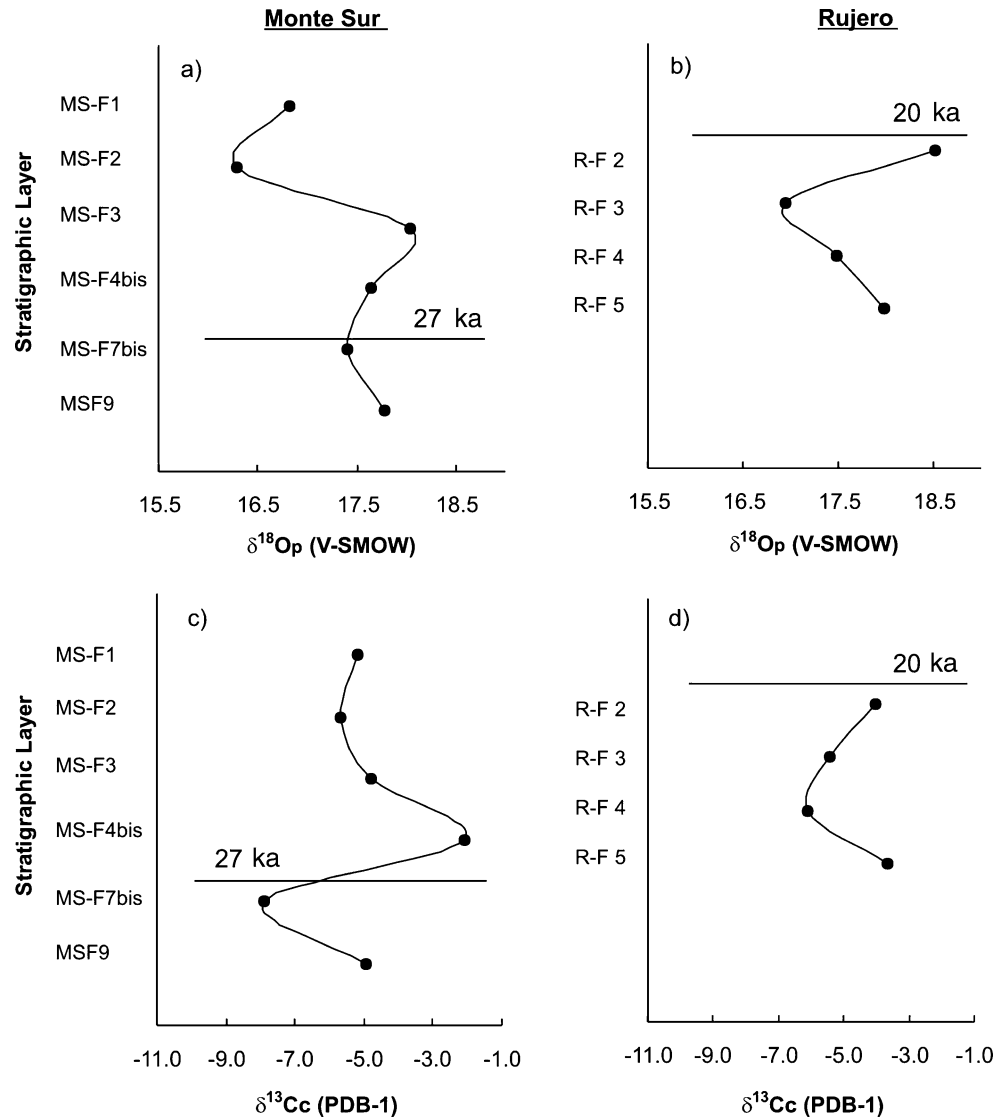 Monte Sur
Rujero
a)
Stratigraphic Layer
MS-F1
MS-F2
MS-F3
MS-F4bis
MS-F7bis
MSF9
27 ka
15.5 16.5 17.5 18.5
δ18Op (V-SMOW)
b)
20 ka
R-F 2
R-F 3
R-F 4
R-F 5
15.5 16.5 17.5 18.5
δ18Op (V-SMOW)
c)
Stratigraphic Layer
MS-F1
MS-F2
MS-F3
MS-F4bis
27 ka
MS-F7bis
MSF9
-11.0 -9.0 -7.0 -5.0 -3.0 -1.0
δ13Cc (PDB-1)
d)
20 ka
R-F 2
R-F 3
R-F 4
R-F 5
-11.0 -9.0 -7.0 -5.0 -3.0 -1.0
δ13Cc (PDB-1)